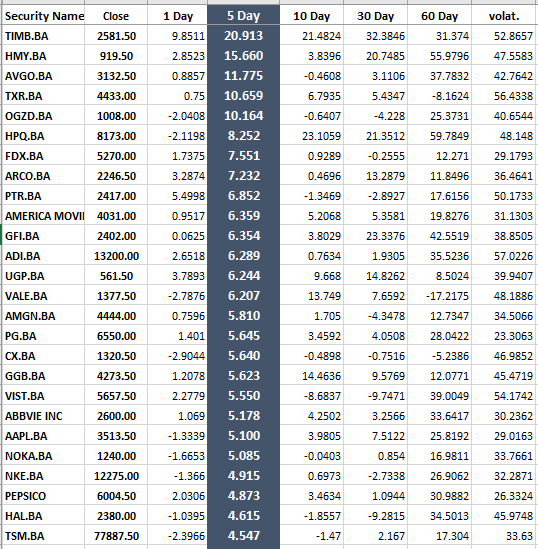 Security Name Close 1 Day 5 Day 10 Day 30 Day 60 Day volat.
TIMB.BA 2581.50 9.8511 20.913 21.4824 32.3846 31.374 52.8657
HMY.BA 919.50 2.8523 15.660 3.8396 20.7485 55.9796 47.5583
AVGO.BA 3132.50 0.8857 11.775 -0.4608 3.1106 37.7832 42.7642
TXR.BA 4433.00 0.75 10.659 6.7935 5.4347 -8.1624 56.4338
OGZD.BA 1008.00 -2.0408 10.164 -0.6407 -4.228 25.3731 40.6544
HPQ.BA 8173.00 -2.1198 8.252 23.1059 21.3512 59.7849 48.148
FDX.BA 5270.00 1.7375 7.551 0.9289 -0.2555 12.271 29.1793
ARCO.BA 2246.50 3.2874 7.232 0.4696 13.2879 11.8496 36.4641
PTR.BA 2417.00 5.4998 6.852 -1.3469 -2.8927 17.6156 50.1733
AMERICA MOVII 4031.00 0.9517 6.359 5.2068 5.3581 19.8276 31.1303
GFI.BA 2402.00 0.0625 6.354 3.8029 23.3376 42.5519 38.8505
ADI.BA 13200.00 2.6518 6.289 0.7634 1.9305 35.5236 57.0226
UGP.BA 561.50 3.7893 6.244 9.668 14.8262 8.5024 39.9407
VALE.BA 1377.50 -2.7876 6.207 13.749 7.6592 -17.2175 48.1886
AMGN.BA 4444.00 0.7596 5.810 1.705 -4.3478 12.7347 34.5066
PG.BA 6550.00 1.401 5.645 3.4592 4.0508 28.0422 23.3063
CX.BA 1320.50 -2.9044 5.640 -0.4898 -0.7516 -5.2386 46.9852
GGB.BA 4273.50 1.2078 5.623 14.4636 9.5769 12.0771 45.4719
VIST.BA 5657.50 2.2779 5.550 -8.6837 -9.7471 39.0049 54.1742
ABBVIE INC 2600.00 1.069 5.178 4.2502 3.2566 33.6417 30.2362
AAPL.BA 3513.50 -1.3339 5.100 3.9805 7.5122 25.8192 29.0163
NOKA.BA 1240.00 -1.6653 5.085 -0.0403 0.854 16.9811 33.7661
NKE.BA 12275.00 -1.366 4.915 0.6973 -2.7338 26.9062 32.2871
PEPSICO 6004.50 2.0306 4.873 3.4634 1.0944 30.9882 26.3324
HAL.BA 2380.00 -1.0395 4.615 -1.8557 -9.2815 34.5013 45.9748
TSM.BA 77887.50 -2.3966 4.547 -1.47 2.167 17.304 33.63